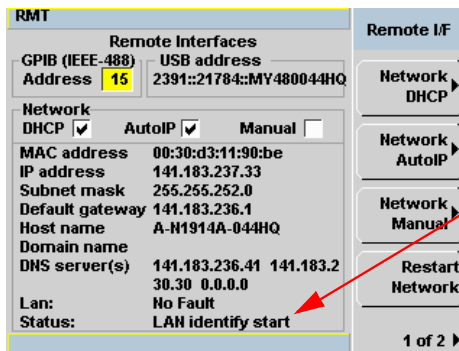 RMT
Remote Interfaces
GPIB (IEEE-488)
Address 15
USB address
2391::21784::MY480044HQ
Network
DHCP AutoIP Manual
MAC address 00:30:d3:11:90:be
IP address 141.183.237.33
Subnet mask 255.255.252.0
Default gateway 141.183.236.1
Host name A-N1914A-044HQ
Domain name
DNS server(s) 141.183.236.41 141.183.2
30.30 0.0.0.0
Lan: No Fault
Status: LAN identify start
Remote I/F
Network
DHCP
Network
AutoIP
Network
Manual
Restart
Network
1 of 2